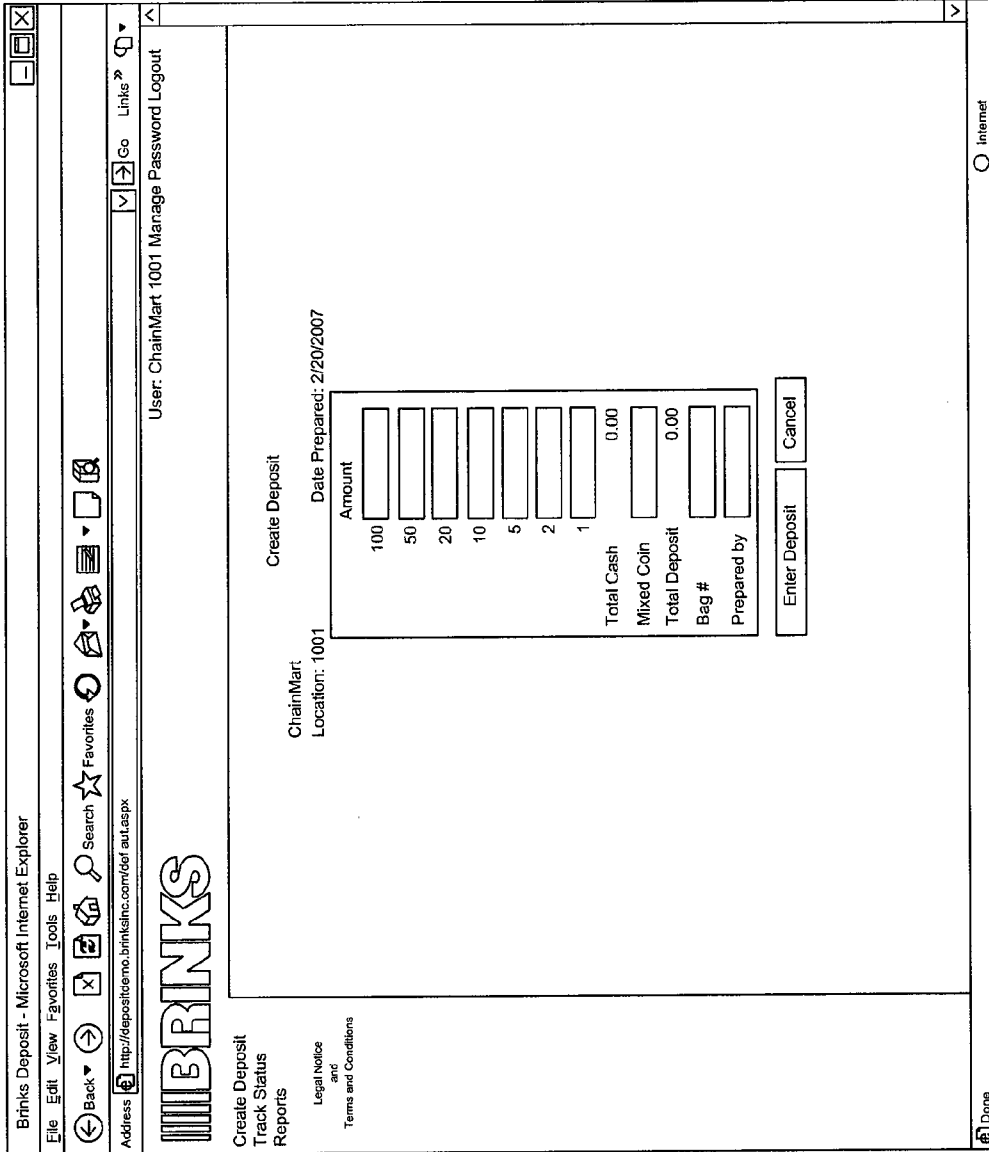 Brinks Deposit - Microsoft Internet Explorer
File Edit View Favorites Tools Help
Back Search Favorites
Address http://depositdemo.brinksinc.com/def aut.aspx Go Links »
BRINKS
User: ChainMart 1001 Manage Password Logout
Create Deposit
Track Status
Reports
Legal Notice
and
Terms and Conditions
Create Deposit
ChainMart
Location: 1001 Date Prepared: 2/20/2007
Amount
100
50
20
10
5
2
1
Total Cash 0.00
Mixed Coin
Total Deposit 0.00
Bag #
Prepared by
Enter Deposit Cancel
Done Internet